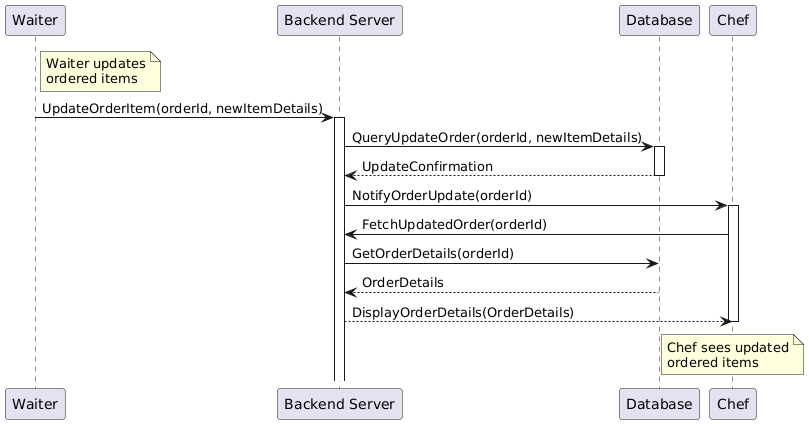 Waiter
Backend Server
Database
Chef
Waiter updates
ordered items
UpdateOrderItem(orderId, newItemDetails)
QueryUpdateOrder(orderId, newItemDetails)
UpdateConfirmation
NotifyOrderUpdate(orderId)
FetchUpdatedOrder(orderId)
GetOrderDetails(orderId)
OrderDetails
DisplayOrderDetails(OrderDetails)
Chef sees updated
ordered items
Waiter
Backend Server
Database
Chef